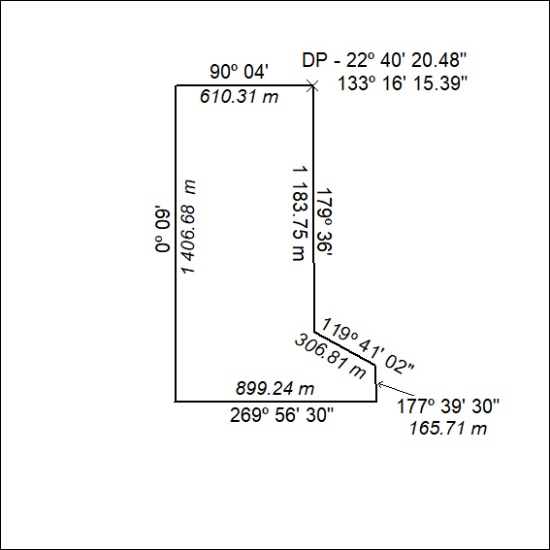 DP - 22º 40' 20.48"
133º 16' 15.39"
90º 04'
610.31 m
0º 09'
1 406.68 m
1 183.75 m
179º 36'
119º 41' 02"
306.81 m
899.24 m
269º 56' 30"
177º 39' 30"
165.71 m